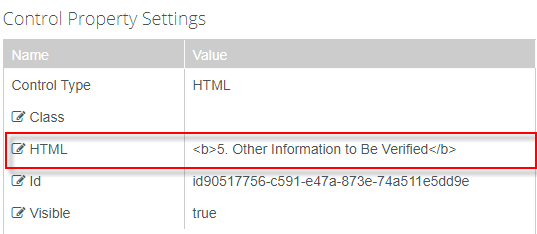 Control Property Settings
Name Value
Control Type HTML
Class
HTML <b>5. Other Information to Be Verified</b>
Id id90517756-c591-e47a-873e-74a511e5dd9e
Visible true